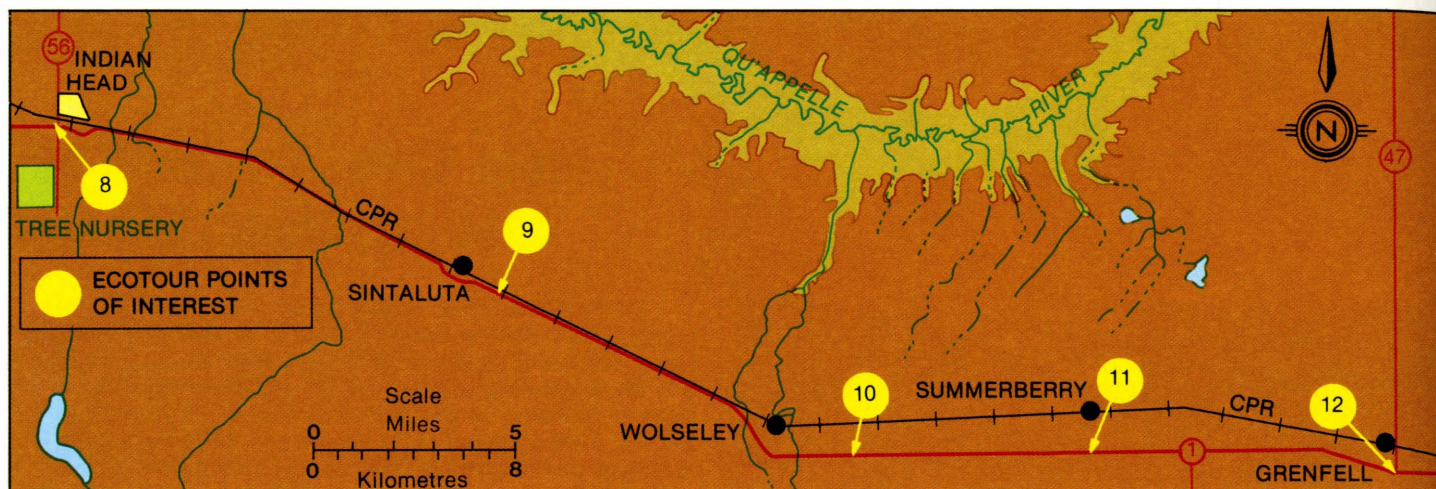 56
INDIAN
HEAD
8
TREE NURSERY
ECOTOUR POINTS
OF INTEREST
CPR
9
SINTALUTA
QU'APPELLE
RIVER
N
47
Scale
Miles
0 5
0 8
Kilometres
WOLSELEY
10
SUMMERBERRY
11
CPR
12
1
GRENFELL